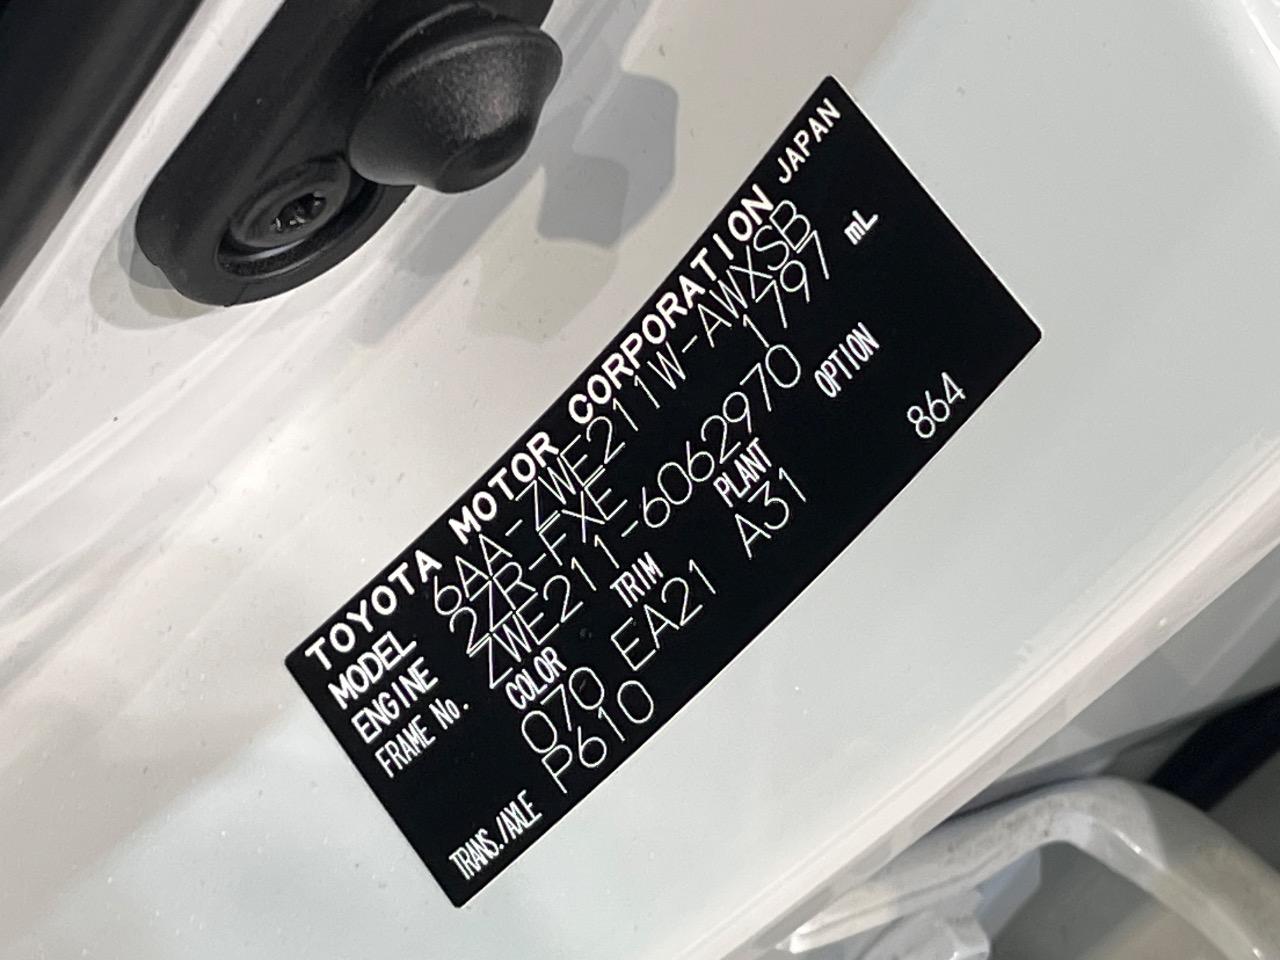 TOYOTA MOTOR CORPORATION JAPAN
MODEL 6AA-ZWE211W-AWXSB
ENGINE 2ZR-FXE 1797 mL
FRAME No. ZWE211-6062970
COLOR TRIM PLANT OPTION
070 EA21 A31 864
TRANS./AXLE P610